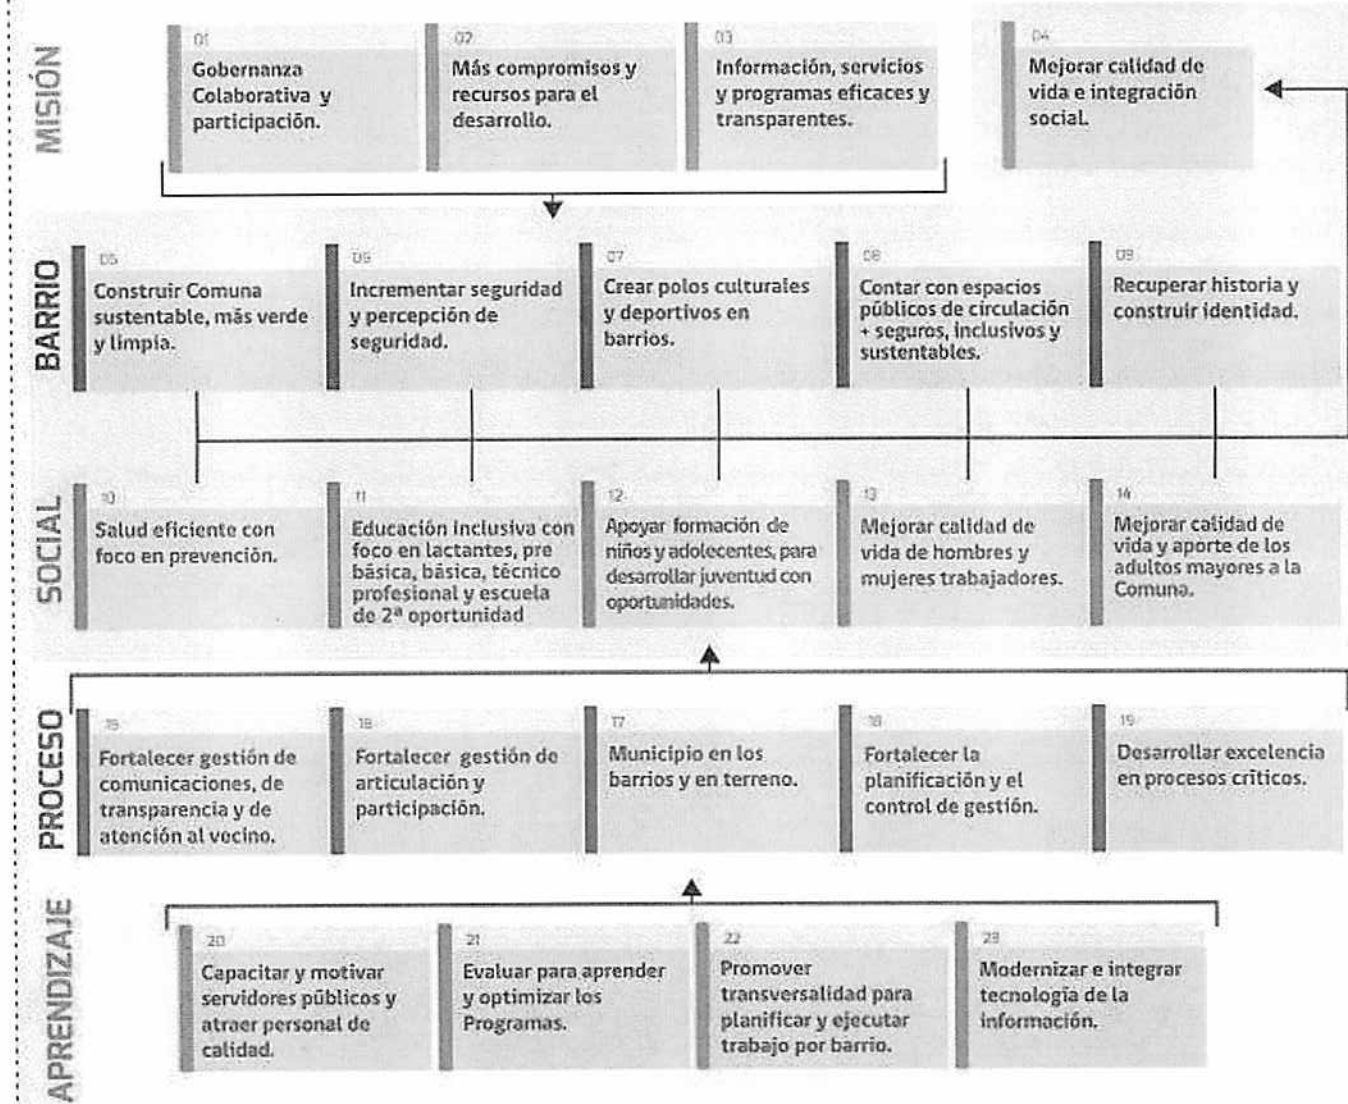 MISIÓN
01
Gobernanza
Colaborativa y
participación.
02
Más compromisos y
recursos para el
desarrollo.
03
Información, servicios
y programas eficaces y
transparentes.
04
Mejorar calidad de
vida e integración
social.
BARRIO
05
Construir Comuna
sustentable, más verde
y limpia.
06
Incrementar seguridad
y percepción de
seguridad.
07
Crear polos culturales
y deportivos en
barrios.
08
Contar con espacios
públicos de circulación
+ seguros, inclusivos y
sustentables.
09
Recuperar historia y
construir identidad.
SOCIAL
10
Salud eficiente con
foco en prevención.
11
Educación inclusiva con
foco en lactantes, pre
básica, básica, técnico
profesional y escuela
de 2ª oportunidad
12
Apoyar formación de
niños y adolecentes, para
desarrollar juventud con
oportunidades.
13
Mejorar calidad de
vida de hombres y
mujeres trabajadores.
14
Mejorar calidad de
vida y aporte de los
adultos mayores a la
Comuna.
PROCESO
15
Fortalecer gestión de
comunicaciones, de
transparencia y de
atención al vecino.
16
Fortalecer gestión de
articulación y
participación.
17
Municipio en los
barrios y en terreno.
18
Fortalecer la
planificación y el
control de gestión.
19
Desarrollar excelencia
en procesos críticos.
APRENDIZAJE
20
Capacitar y motivar
servidores públicos y
atraer personal de
calidad.
21
Evaluar para aprender
y optimizar los
Programas.
22
Promover
transversalidad para
planificar y ejecutar
trabajo por barrio.
23
Modernizar e integrar
tecnología de la
información.